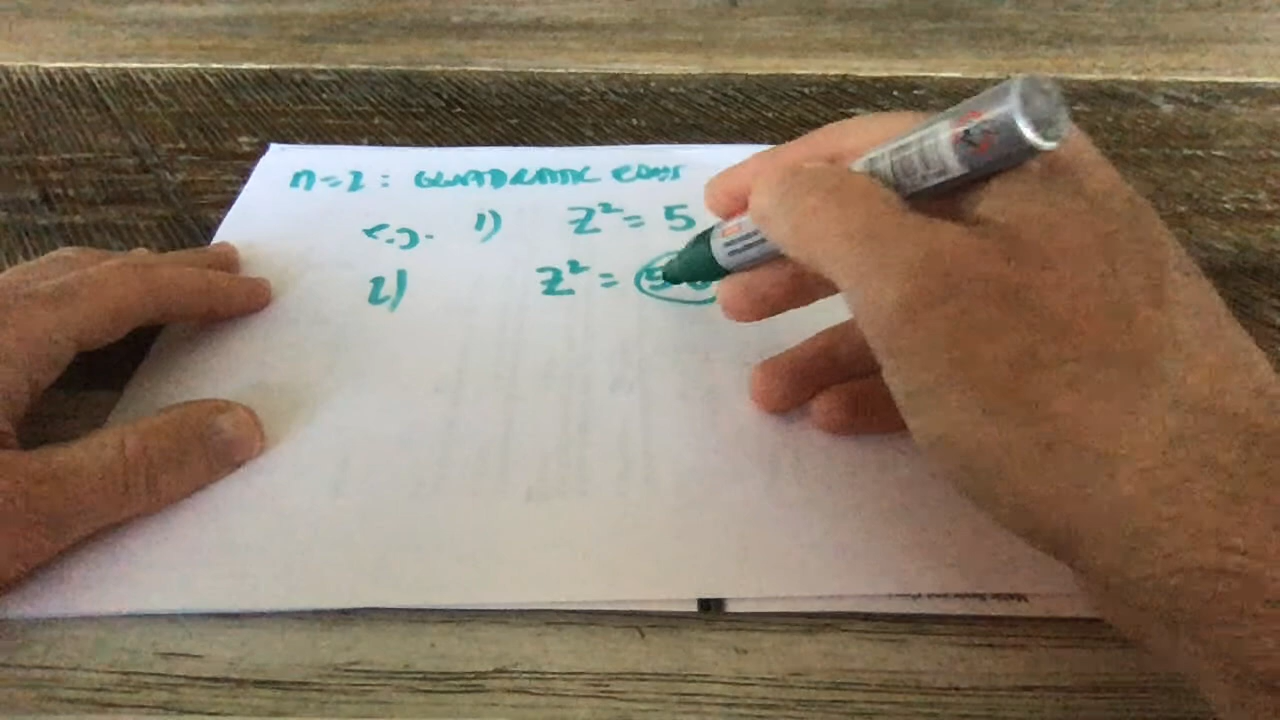 n=2: QUADRATIC EQNS
e.g. 1) Z²= 5
2) Z² =